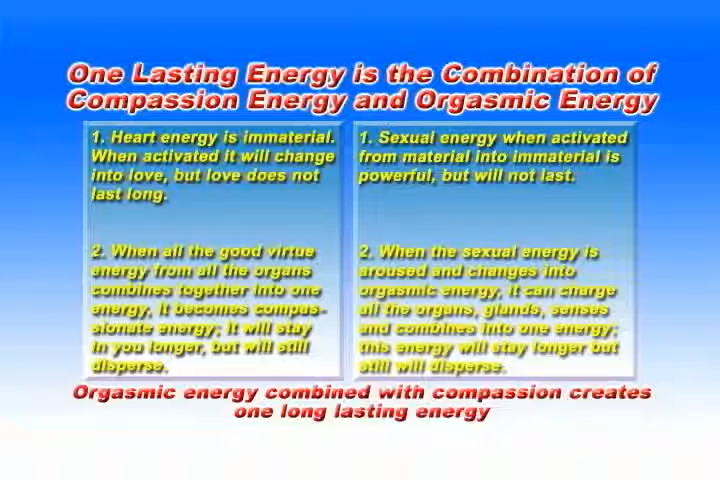 One Lasting Energy is the Combination of
Compassion Energy and Orgasmic Energy
1. Heart energy is immaterial.
When activated it will change
into love, but love does not
last long.
2. When all the good virtue
energy from all the organs
combines together into one
energy, it becomes compas-
sionate energy; it will stay
in you longer, but will still
disperse.
1. Sexual energy when activated
from material into immaterial is
powerful, but will not last.
2. When the sexual energy is
aroused and changes into
orgasmic energy, it can charge
all the organs, glands, senses
and combines into one energy;
this energy will stay longer but
still will disperse.
Orgasmic energy combined with compassion creates
one long lasting energy